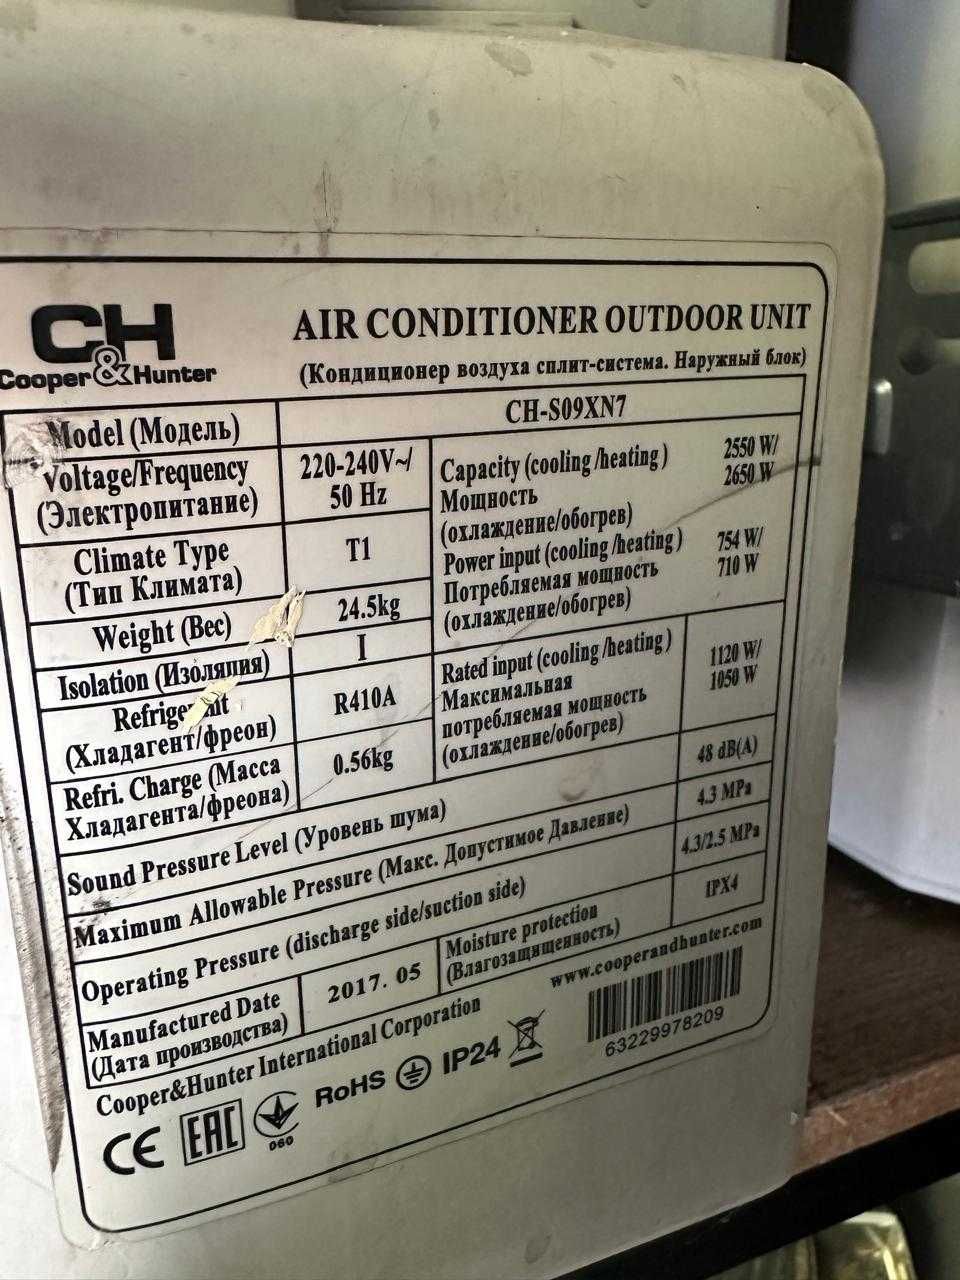 CH
Cooper&Hunter
AIR CONDITIONER OUTDOOR UNIT
(Кондиционер воздуха сплит-система. Наружный блок)
Model (Модель)
CH-S09XN7
Voltage/Frequency
(Электропитание)
220-240V~/
50 Hz
Capacity (cooling /heating)
Мощность
(охлаждение/обогрев)
2550 W/
2650 W
Climate Type
(Тип Климата)
T1
Power input (cooling /heating)
Потребляемая мощность
(охлаждение/обогрев)
754 W/
710 W
Weight (Вес)
24.5kg
Isolation (Изоляция)
I
Rated input (cooling /heating)
Максимальная
потребляемая мощность
(охлаждение/обогрев)
1120 W/
1050 W
(Хладагент/фреон)
R410A
Refri. Charge (Масса
Хладагента/фреона)
0.56kg
Sound Pressure Level (Уровень шума)
48 dB(A)
Maximum Allowable Pressure (Макс. Допустимое Давление)
4.3 MPa
Operating Pressure (discharge side/suction side)
4.3/2.5 MPa
Manufactured Date
(Дата производства)
2017. 05
Moisture protection
(Влагозащищенность)
IPX4
Cooper&Hunter International Corporation
www.cooperandhunter.com
63229978209
CE EAC 060 RoHS IP24